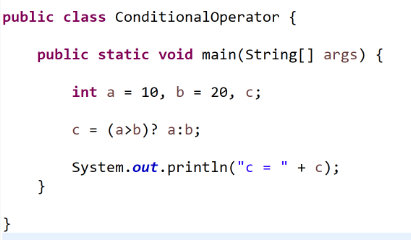 public class ConditionalOperator {
public static void main(String[] args) {
int a = 10, b = 20, c;
c = (a>b)? a:b;
System.out.println("c = " + c);
}
}